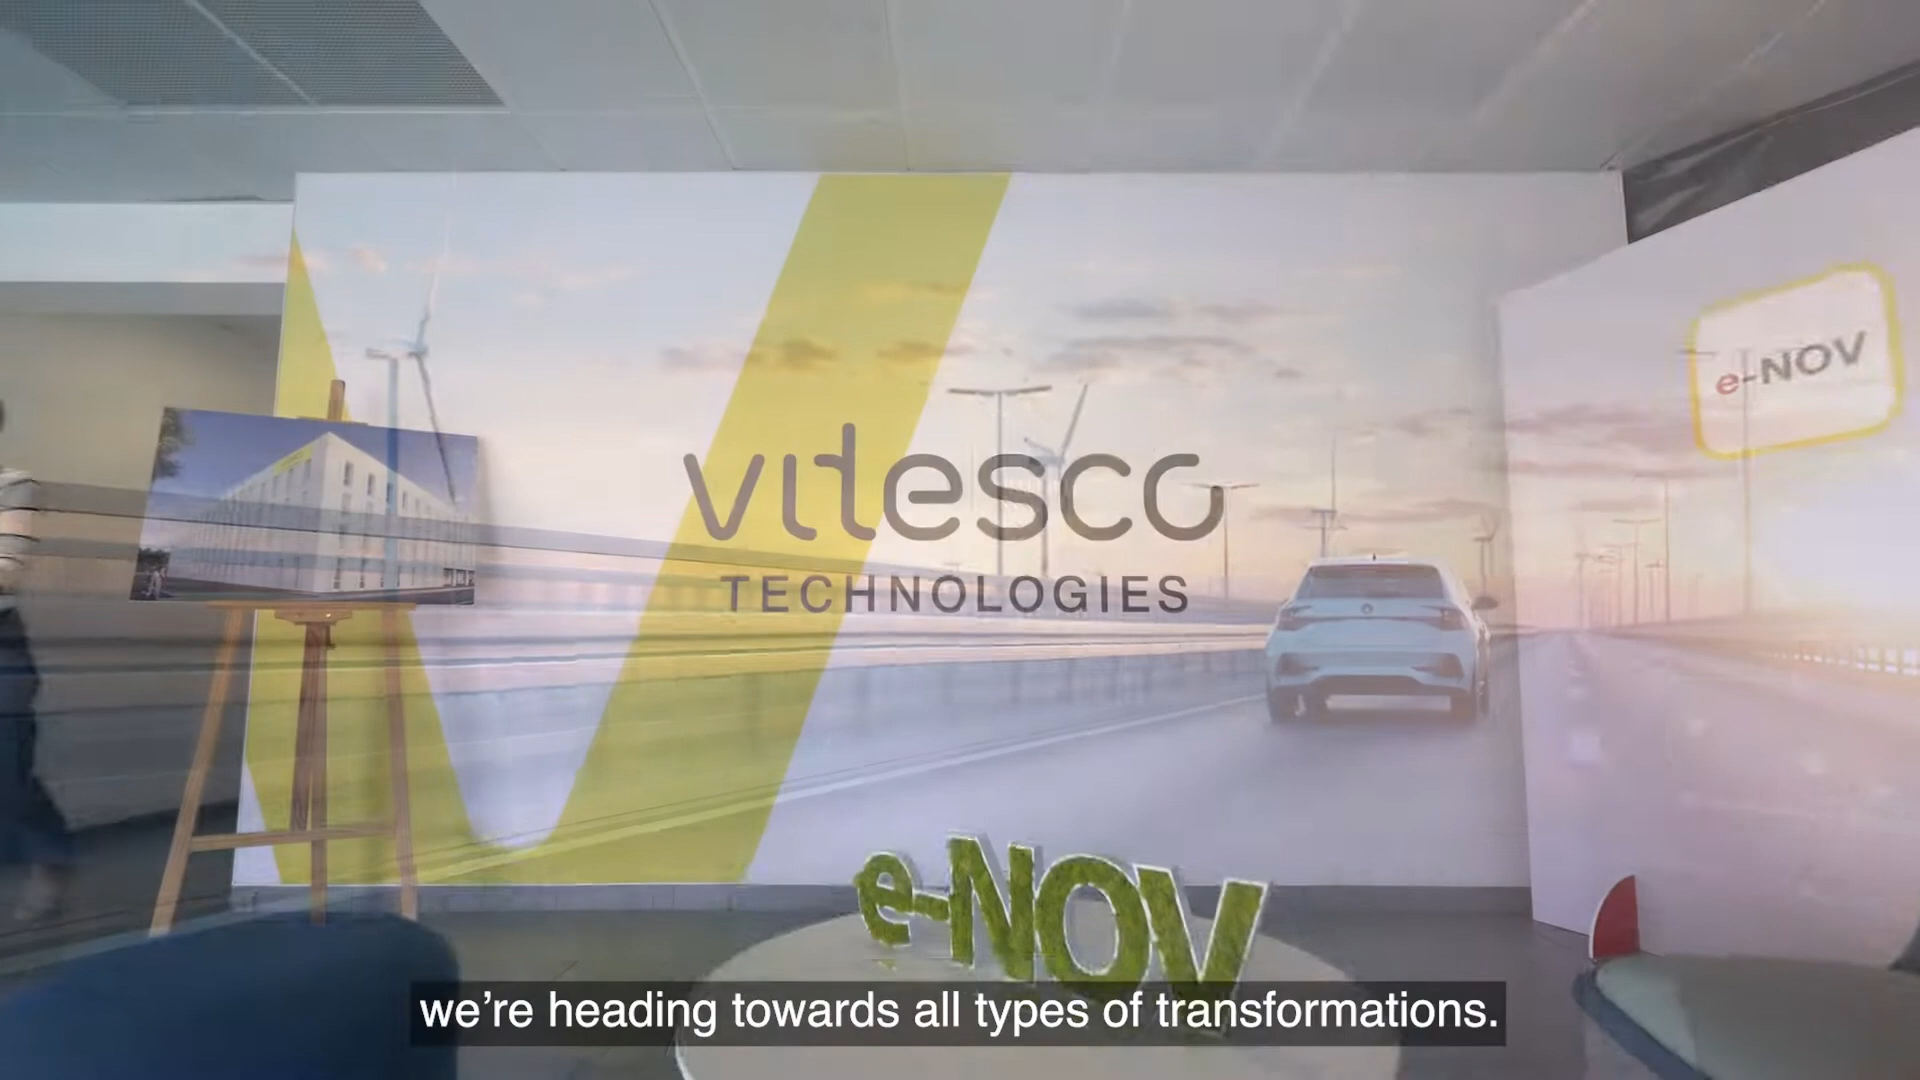 vitesco
TECHNOLOGIES
e-NOV
e-NOV
we're heading towards all types of transformations.